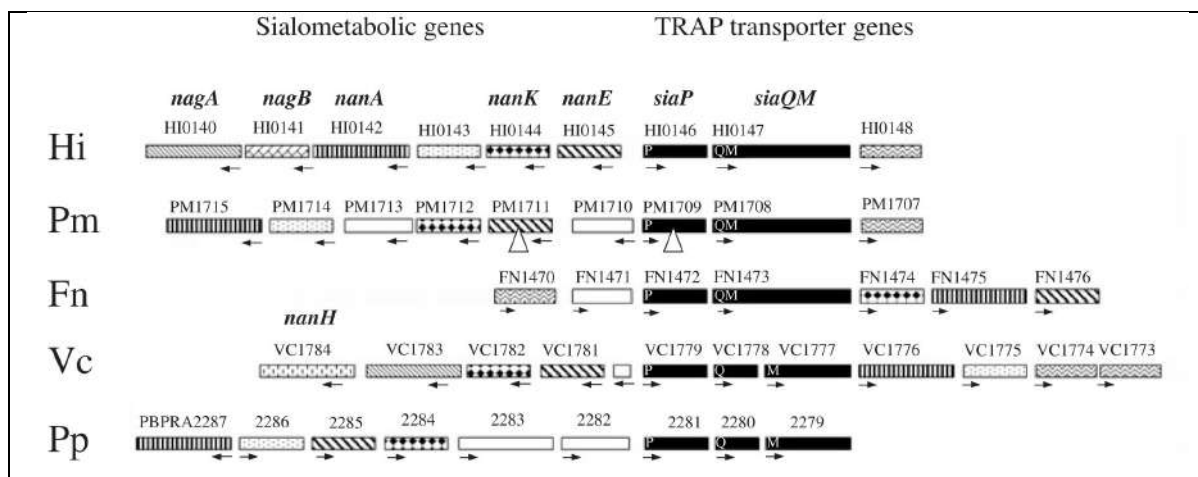 Sialometabolic genes TRAP transporter genes
nagA nagB nanA nanK nanE siaP siaQM
HI0140 HI0141 HI0142 HI0143 HI0144 HI0145 HI0146 HI0147 HI0148
Hi P QM
PM1715 PM1714 PM1713 PM1712 PM1711 PM1710 PM1709 PM1708 PM1707
Pm P QM
FN1470 FN1471 FN1472 FN1473 FN1474 FN1475 FN1476
Fn P QM
nanH
VC1784 VC1783 VC1782 VC1781 VC1779 VC1778 VC1777 VC1776 VC1775 VC1774 VC1773
Vc P Q M
PBPRA2287 2286 2285 2284 2283 2282 2281 2280 2279
Pp P Q M